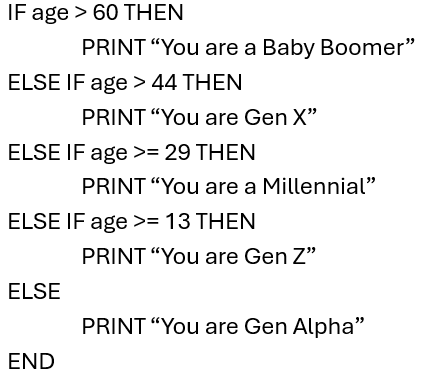 IF age > 60 THEN
PRINT “You are a Baby Boomer”
ELSE IF age > 44 THEN
PRINT “You are Gen X”
ELSE IF age >= 29 THEN
PRINT “You are a Millennial”
ELSE IF age >= 13 THEN
PRINT “You are Gen Z”
ELSE
PRINT “You are Gen Alpha”
END